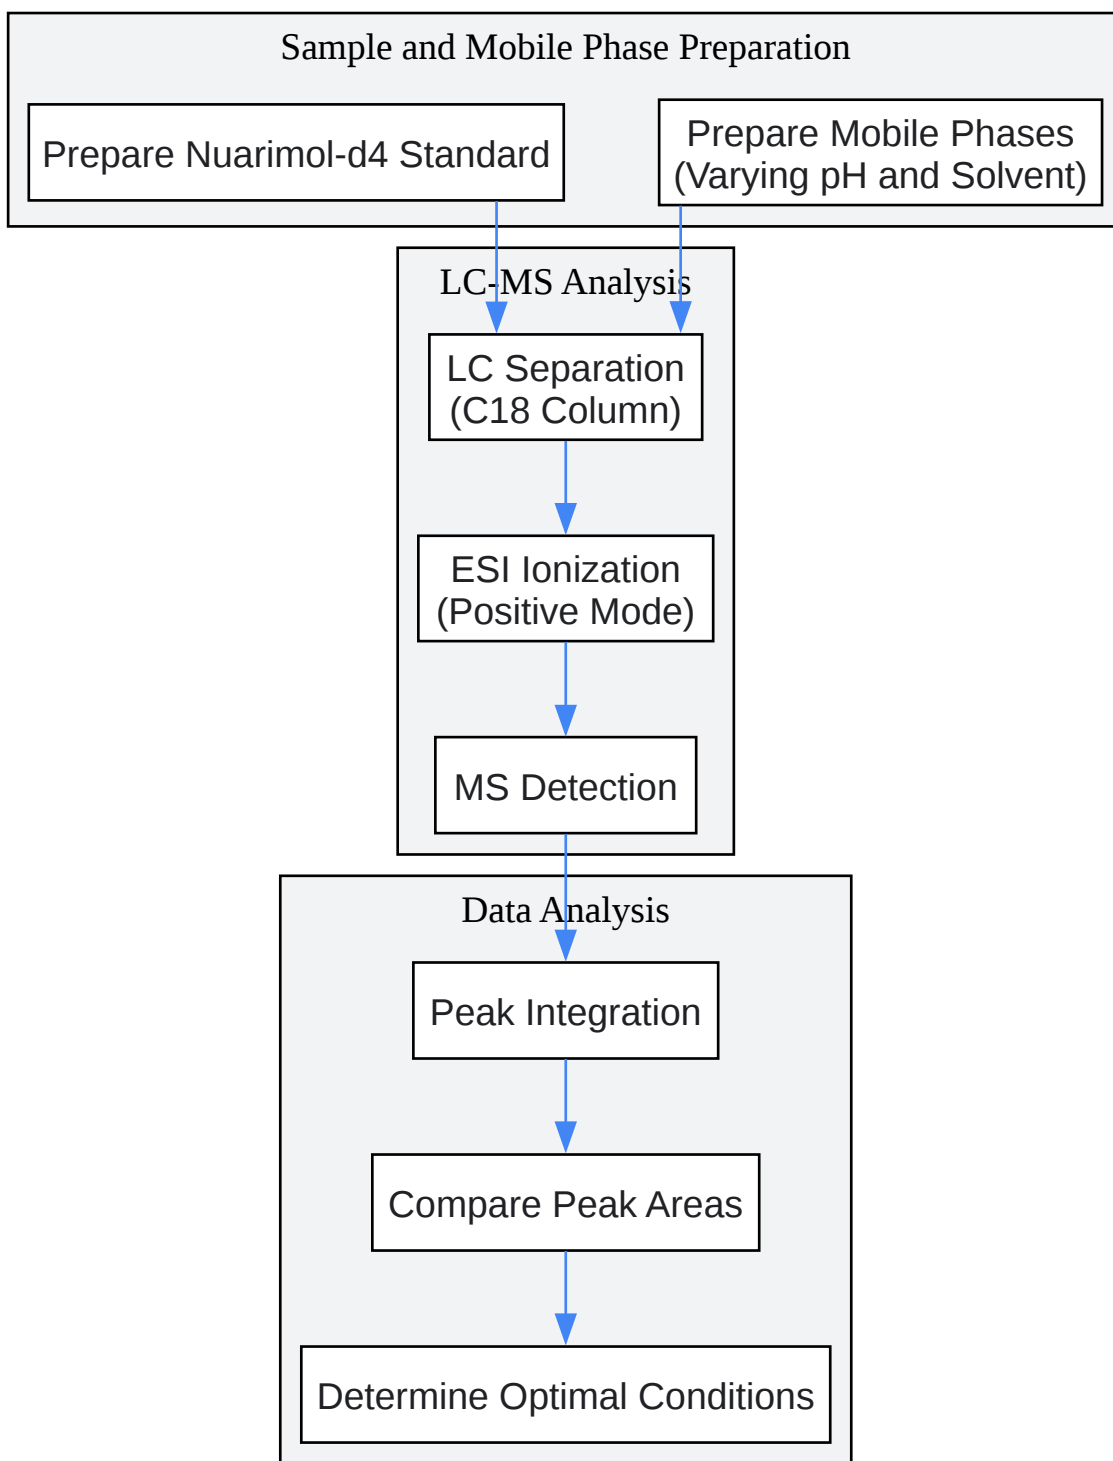 Sample and Mobile Phase Preparation
Prepare Nuarimol-d4 Standard
Prepare Mobile Phases
(Varying pH and Solvent)
LC-MS Analysis
LC Separation
(C18 Column)
ESI Ionization
(Positive Mode)
MS Detection
Data Analysis
Peak Integration
Compare Peak Areas
Determine Optimal Conditions